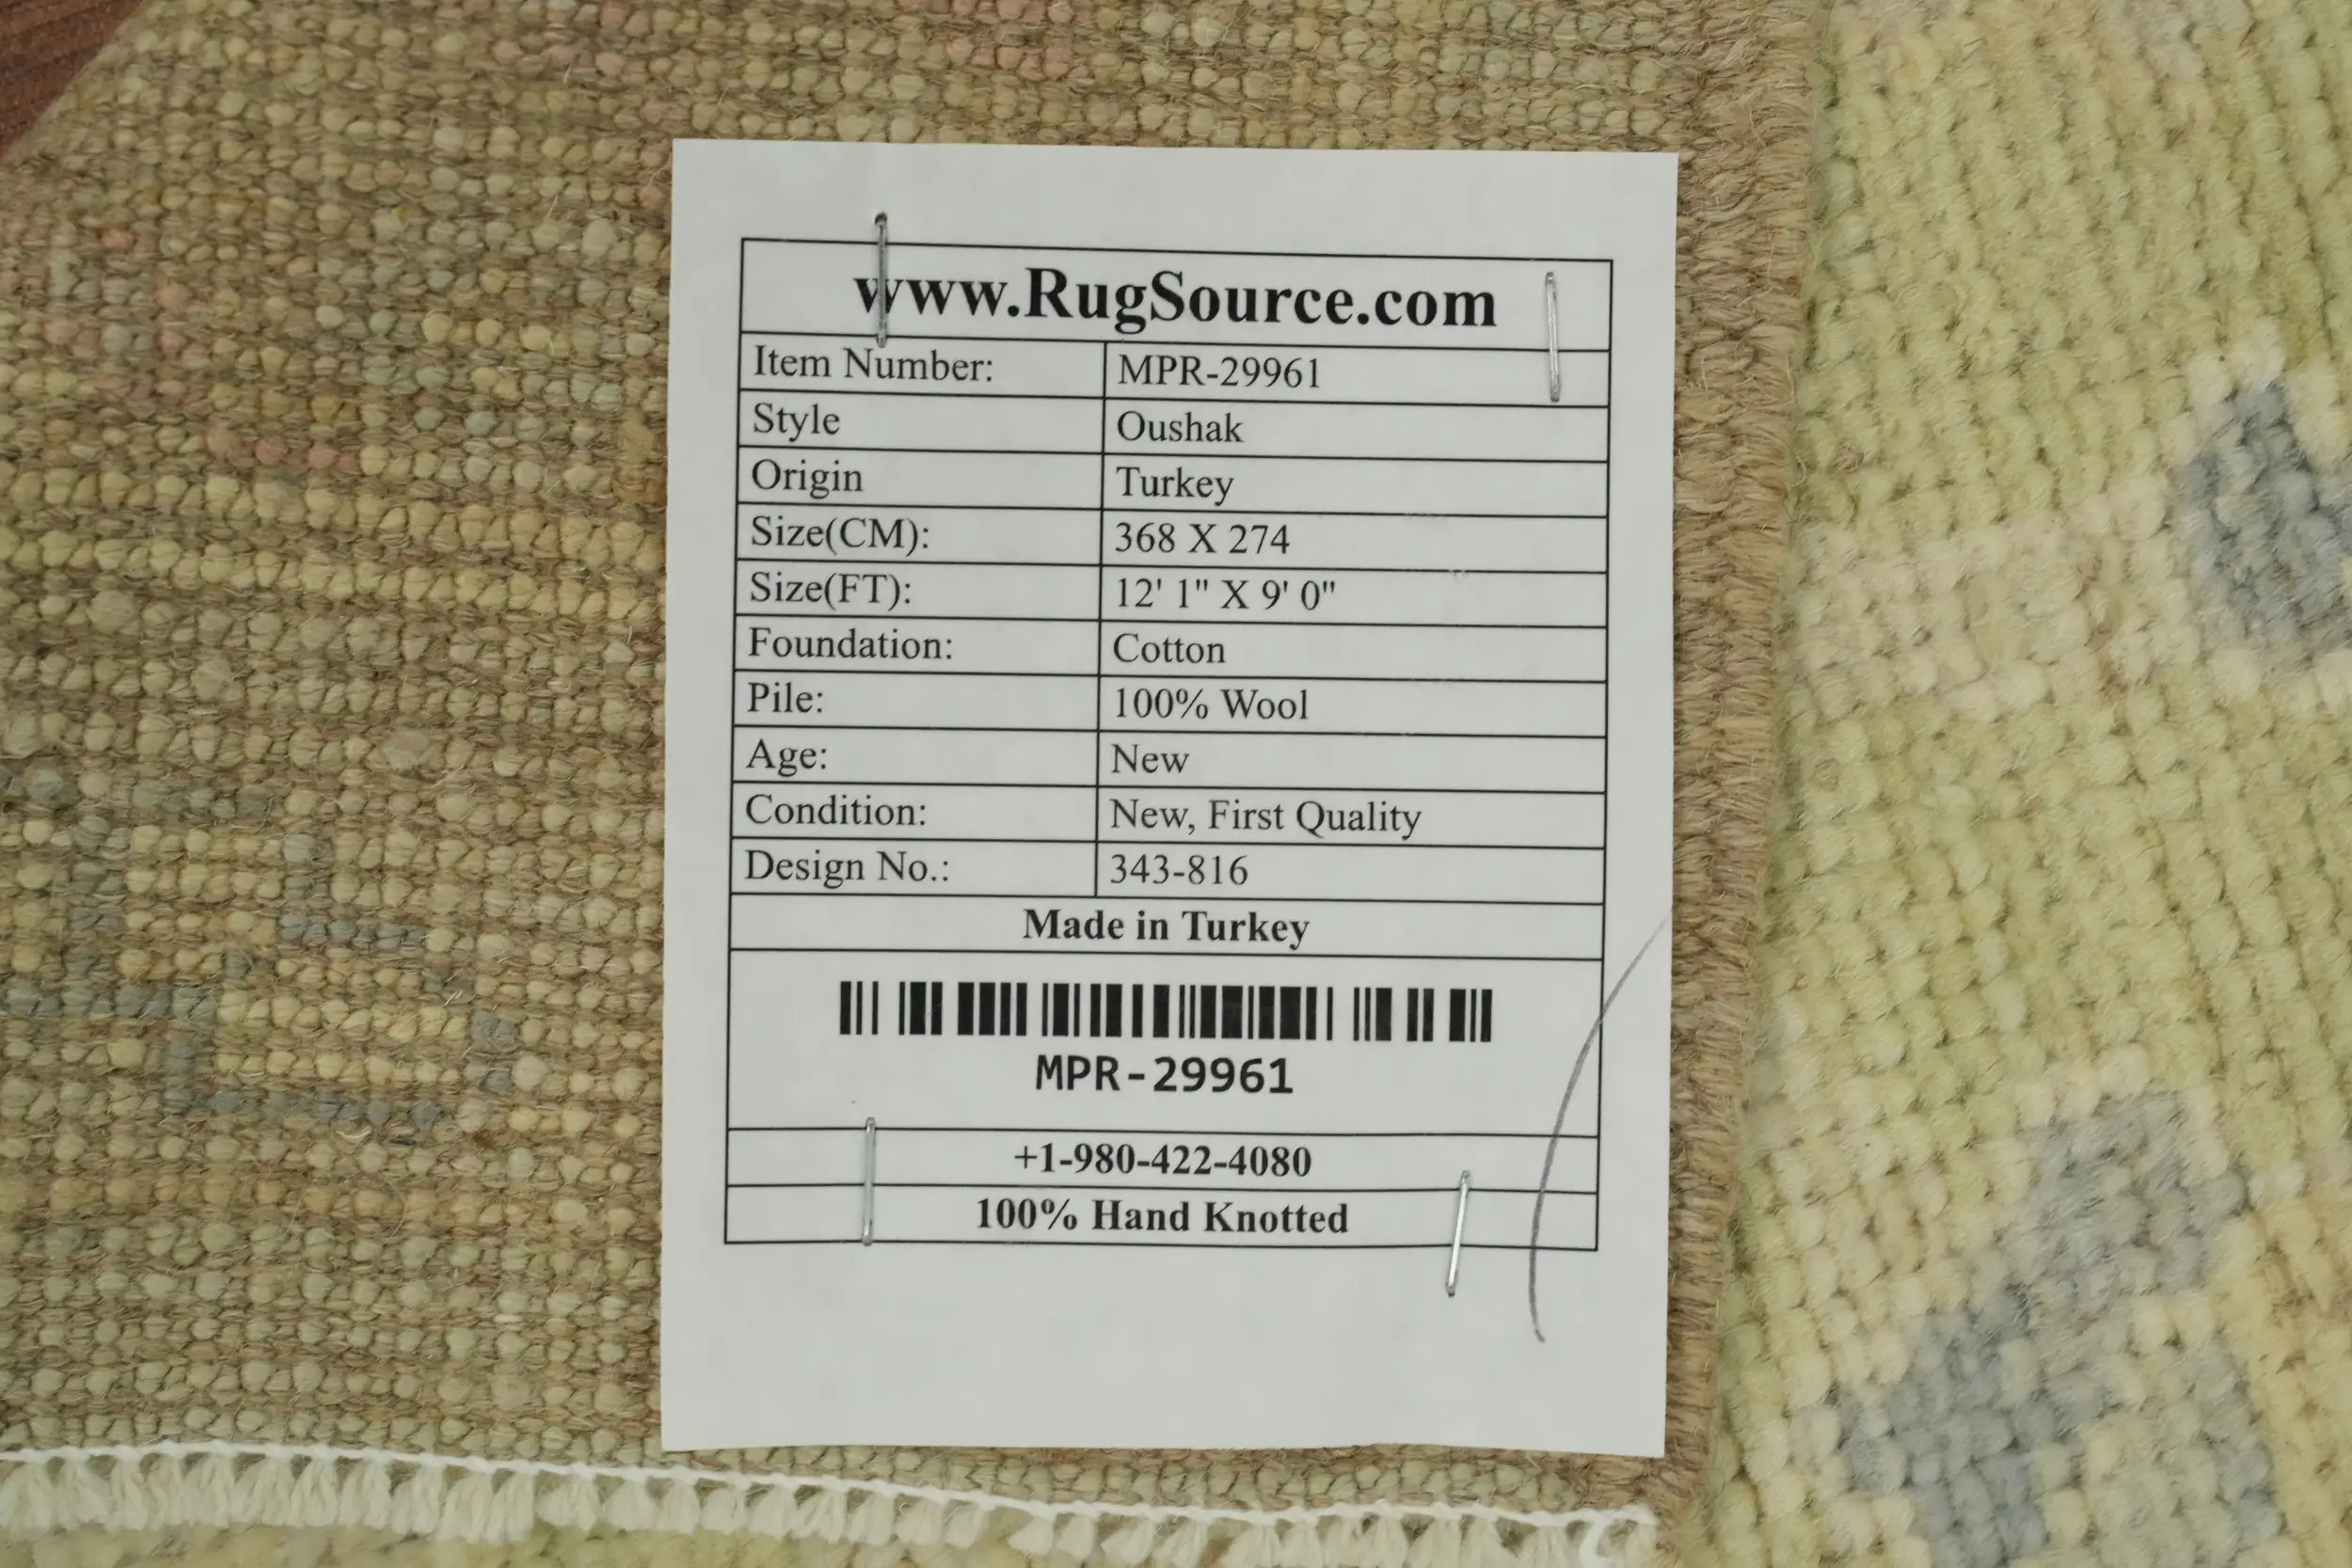 www.RugSource.com
Item Number: MPR-29961
Style Oushak
Origin Turkey
Size(CM): 368 X 274
Size(FT): 12' 1" X 9' 0"
Foundation: Cotton
Pile: 100% Wool
Age: New
Condition: New, First Quality
Design No.: 343-816
Made in Turkey
MPR-29961
+1-980-422-4080
100% Hand Knotted